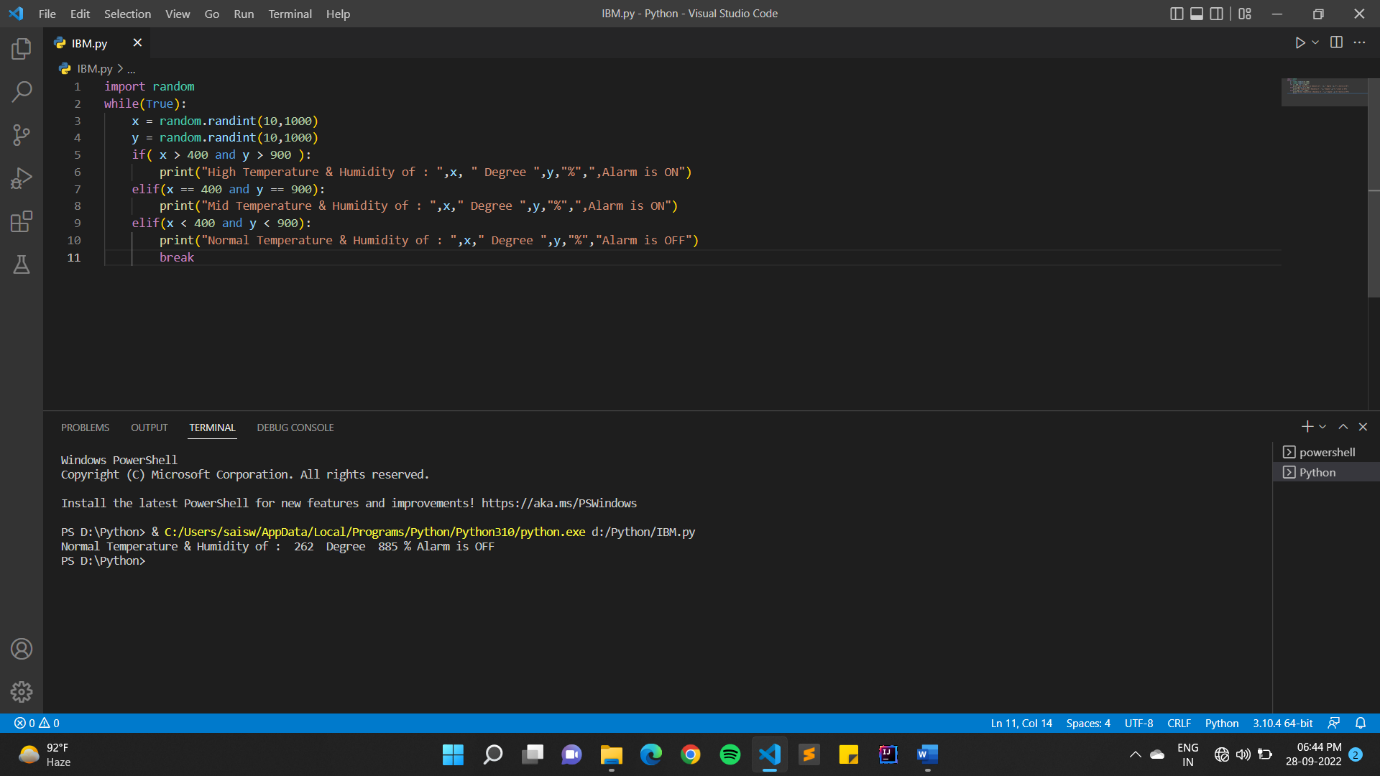 File Edit Selection View Go Run Terminal Help IBM.py - Python - Visual Studio Code
IBM.py
IBM.py > ...
1 import random
2 while(True):
3 x = random.randint(10,1000)
4 y = random.randint(10,1000)
5 if( x > 400 and y > 900 ):
6 print("High Temperature & Humidity of : ",x, " Degree ",y,"%",",Alarm is ON")
7 elif(x == 400 and y == 900):
8 print("Mid Temperature & Humidity of : ",x," Degree ",y,"%",",Alarm is ON")
9 elif(x < 400 and y < 900):
10 print("Normal Temperature & Humidity of : ",x," Degree ",y,"%","Alarm is OFF")
11 break
PROBLEMS OUTPUT TERMINAL DEBUG CONSOLE
powershell
Python
Windows PowerShell
Copyright (C) Microsoft Corporation. All rights reserved.
Install the latest PowerShell for new features and improvements! https://aka.ms/PSWindows
PS D:\Python> & C:/Users/saisw/AppData/Local/Programs/Python/Python310/python.exe d:/Python/IBM.py
Normal Temperature & Humidity of :  262  Degree  885 % Alarm is OFF
PS D:\Python>
0 0 Ln 11, Col 14 Spaces: 4 UTF-8 CRLF Python 3.10.4 64-bit
92°F
Haze
ENG
IN
06:44 PM
28-09-2022
2